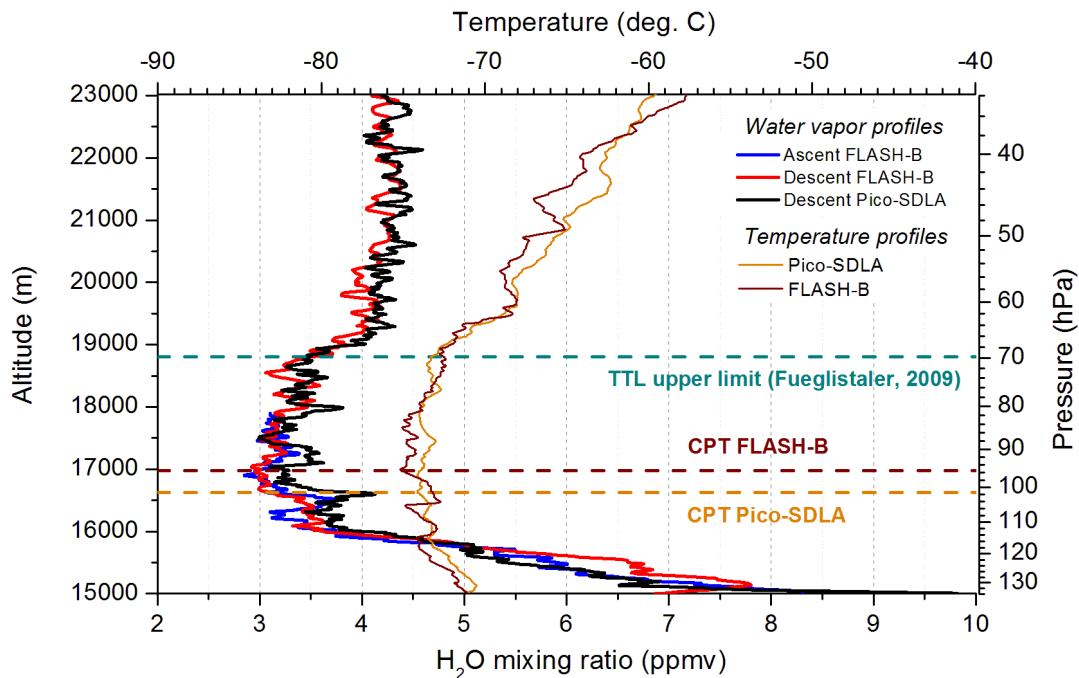 Temperature (deg. C)
-90 -80 -70 -60 -50 -40
23000
22000
21000
20000
19000
18000
17000
16000
15000
Altitude (m)
Water vapor profiles
Ascent FLASH-B
Descent FLASH-B
Descent Pico-SDLA
Temperature profiles
Pico-SDLA
FLASH-B
TTL upper limit (Fueglistaler, 2009)
CPT FLASH-B
CPT Pico-SDLA
40
50
60
70
80
90
100
110
120
130
Pressure (hPa)
2 3 4 5 6 7 8 9 10
H₂O mixing ratio (ppmv)